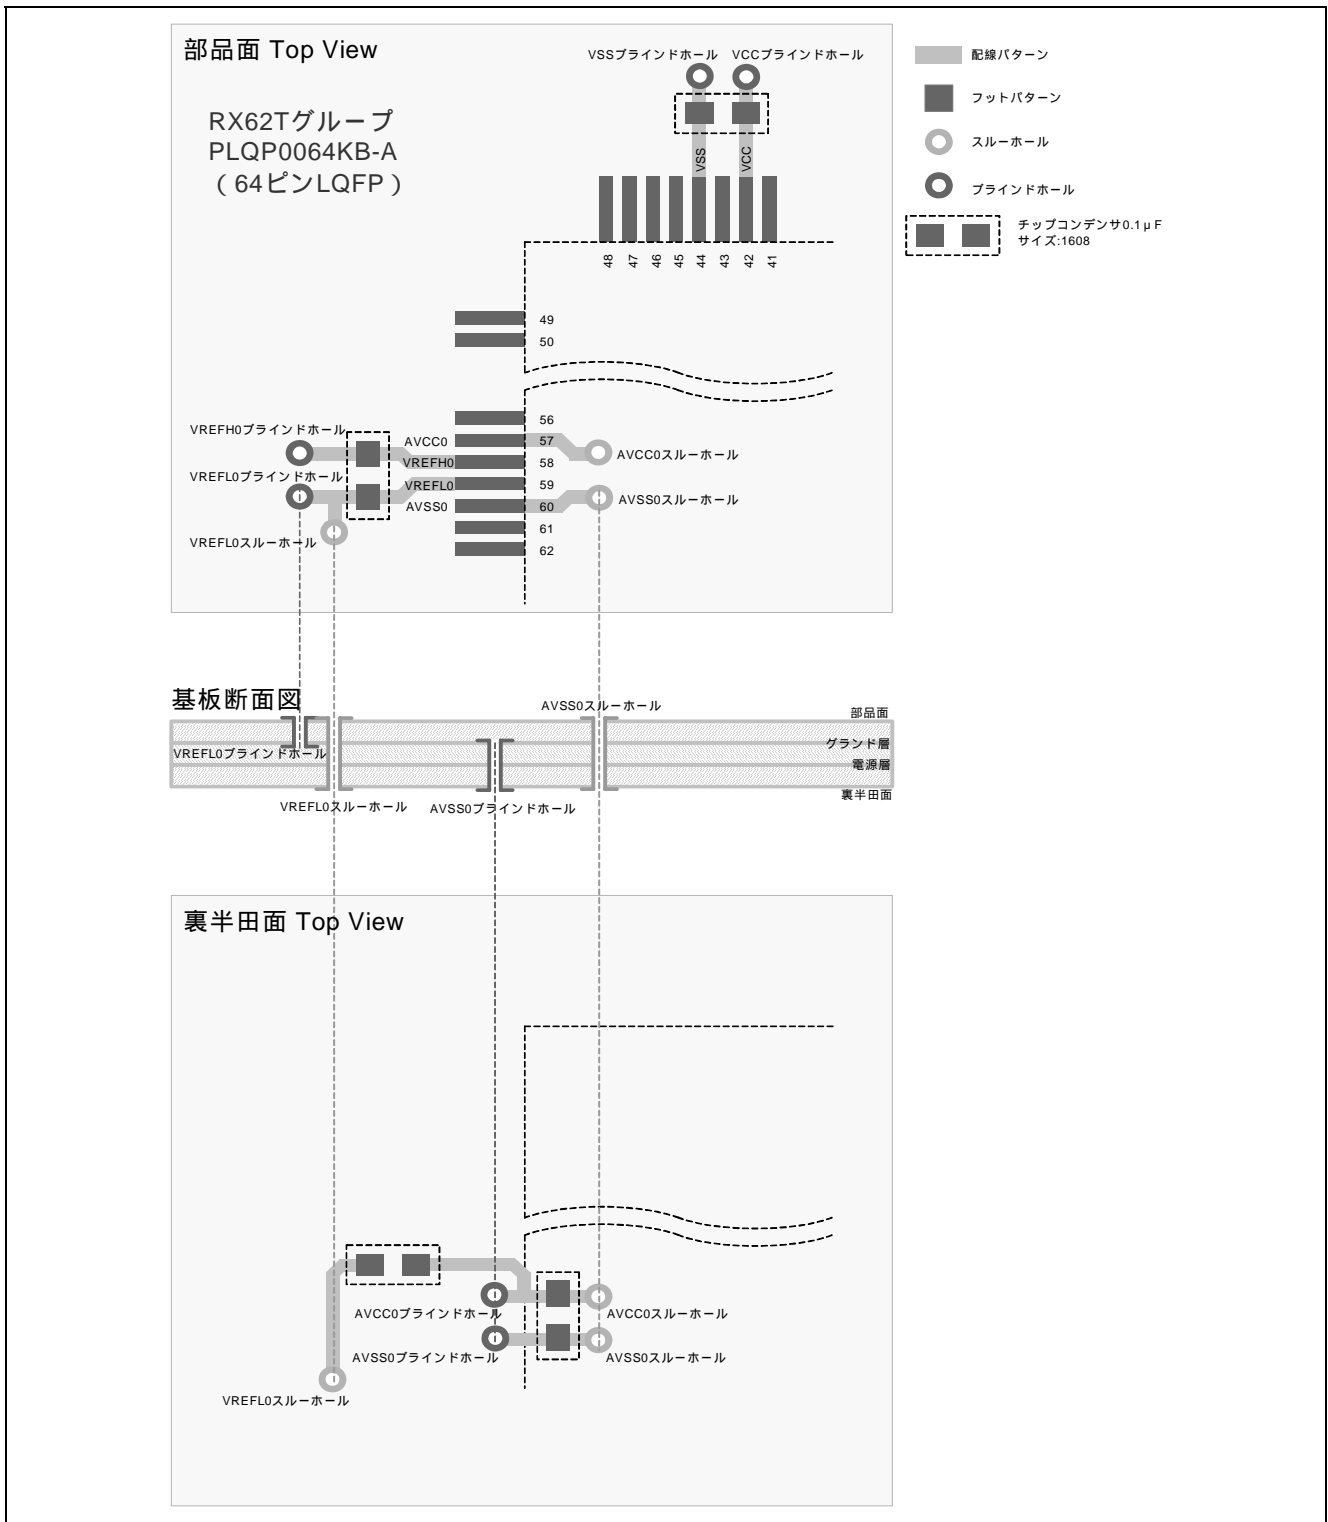 部品面 Top View
RX62Tグループ
PLQP0064KB-A
(64ピンLQFP)
VSSブラインドホール
VCCブラインドホール
VSS
VCC
48
47
46
45
44
43
42
41
配線パターン
フットパターン
スルーホール
ブラインドホール
チップコンデンサ0.1μF
サイズ:1608
49
50
56
57
58
59
60
61
62
VREFH0ブラインドホール
AVCC0
VREFH0
VREFL0ブラインドホール
VREFL0
AVSS0
VREFL0スルーホール
AVCC0スルーホール
AVSS0スルーホール
基板断面図
AVSS0スルーホール
部品面
グランド層
電源層
裏半田面
VREFL0ブラインドホール
VREFL0スルーホール
AVSS0ブラインドホール
裏半田面 Top View
AVCC0ブラインドホール
AVCC0スルーホール
AVSS0ブラインドホール
AVSS0スルーホール
VREFL0スルーホール